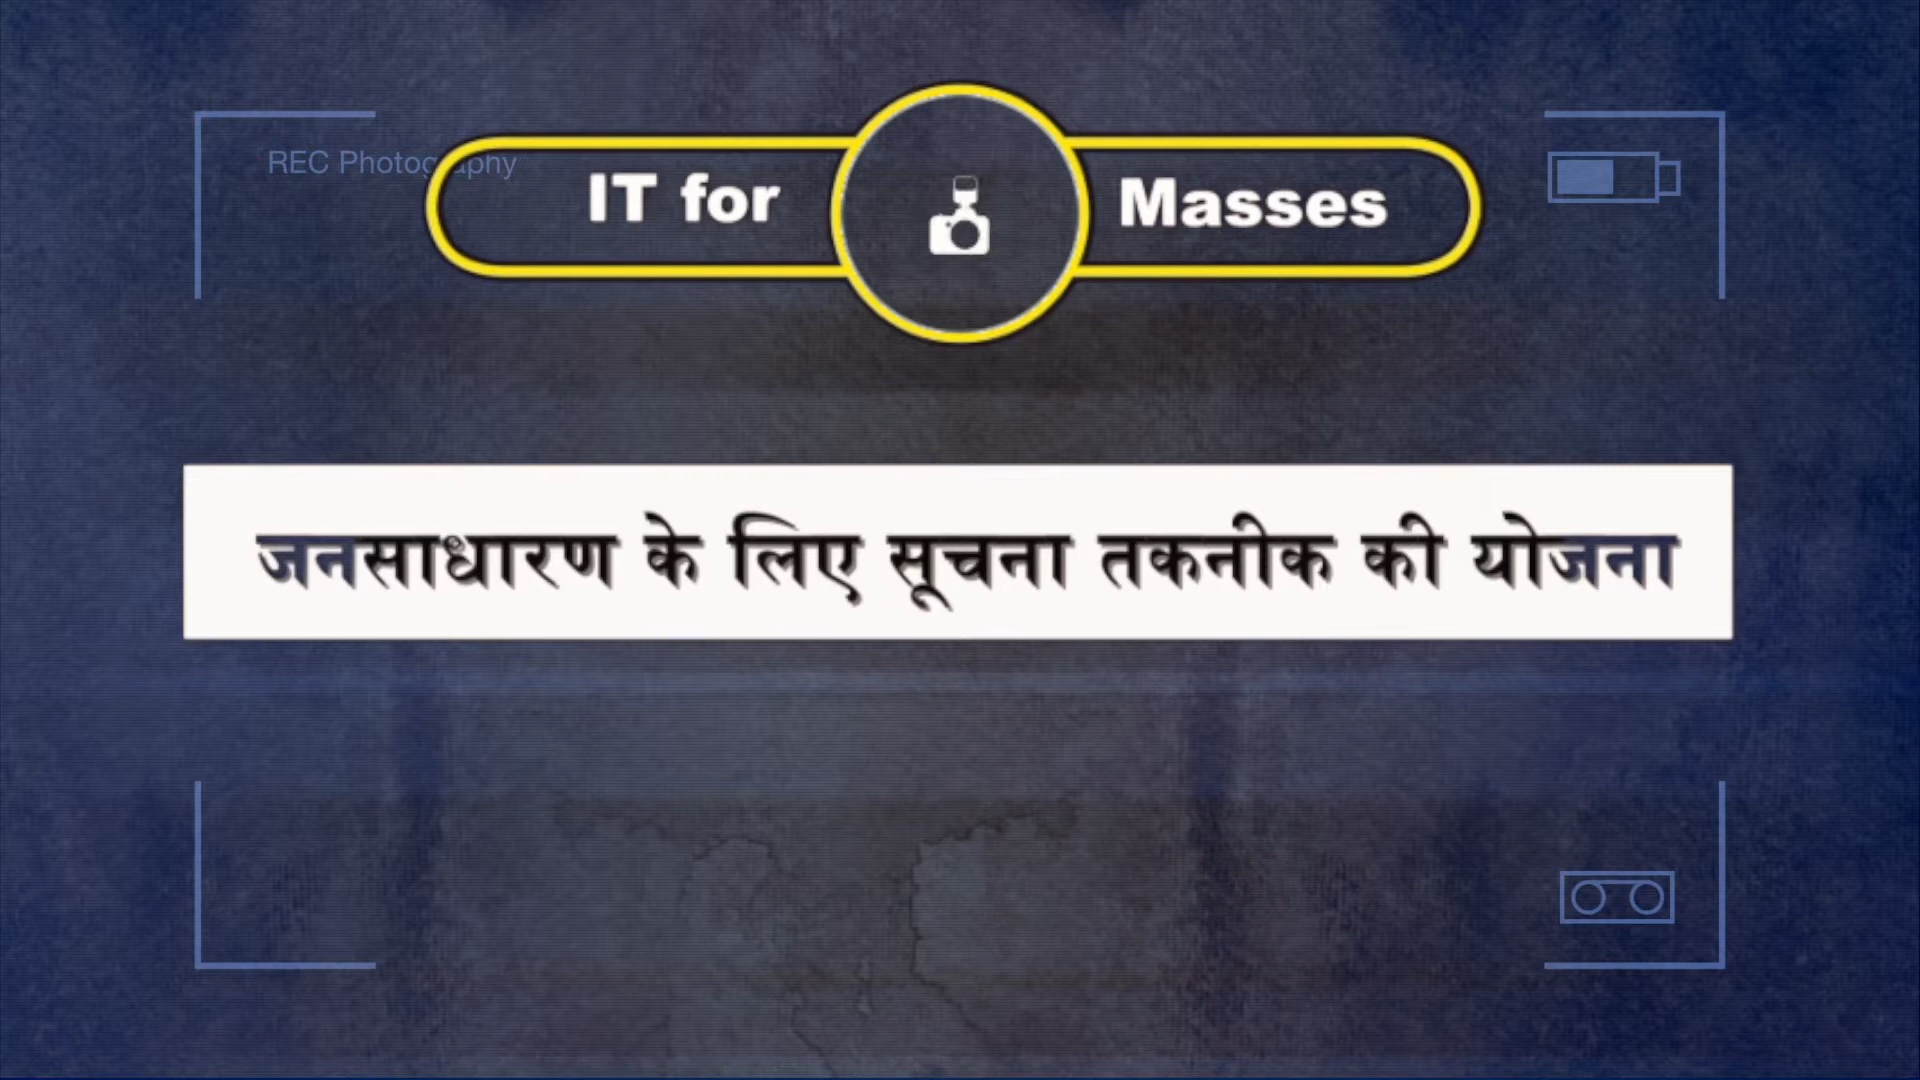 REC Photography
IT for Masses
जनसाधारण के लिए सूचना तकनीक की योजना